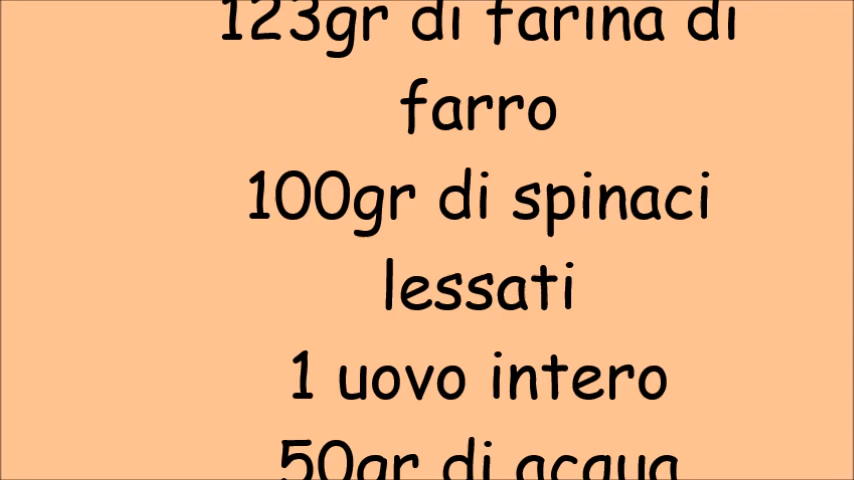 123gr di farina di
farro
100gr di spinaci
lessati
1 uovo intero
50gr di acqua